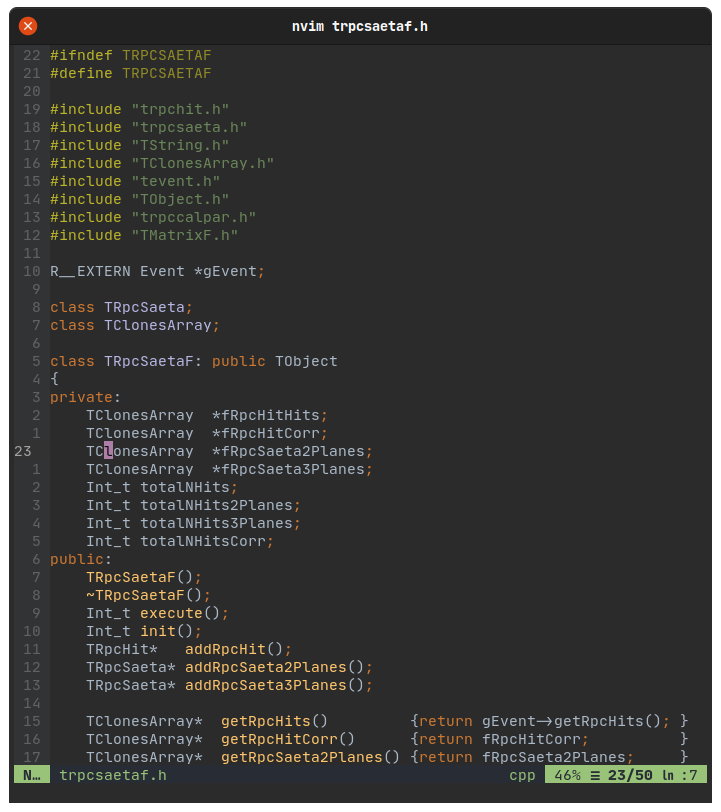 nvim trpcsaetaf.h
22 #ifndef TRPCSAETAF
21 #define TRPCSAETAF
20
19 #include "trpchit.h"
18 #include "trpcsaeta.h"
17 #include "TString.h"
16 #include "TClonesArray.h"
15 #include "tevent.h"
14 #include "TObject.h"
13 #include "trpccalpar.h"
12 #include "TMatrixF.h"
11
10 R__EXTERN Event *gEvent;
9
8 class TRpcSaeta;
7 class TClonesArray;
6
5 class TRpcSaetaF: public TObject
4 {
3 private:
2     TClonesArray  *fRpcHitHits;
1     TClonesArray  *fRpcHitCorr;
23     TClonesArray  *fRpcSaeta2Planes;
1     TClonesArray  *fRpcSaeta3Planes;
2     Int_t totalNHits;
3     Int_t totalNHits2Planes;
4     Int_t totalNHits3Planes;
5     Int_t totalNHitsCorr;
6 public:
7     TRpcSaetaF();
8     ~TRpcSaetaF();
9     Int_t execute();
10     Int_t init();
11     TRpcHit*   addRpcHit();
12     TRpcSaeta* addRpcSaeta2Planes();
13     TRpcSaeta* addRpcSaeta3Planes();
14
15     TClonesArray*  getRpcHits()         {return gEvent->getRpcHits(); }
16     TClonesArray*  getRpcHitCorr()      {return fRpcHitCorr;          }
17     TClonesArray*  getRpcSaeta2Planes() {return fRpcSaeta2Planes;     }
N… trpcsaetaf.h cpp 46% ☰ 23/50 ㏑ :7